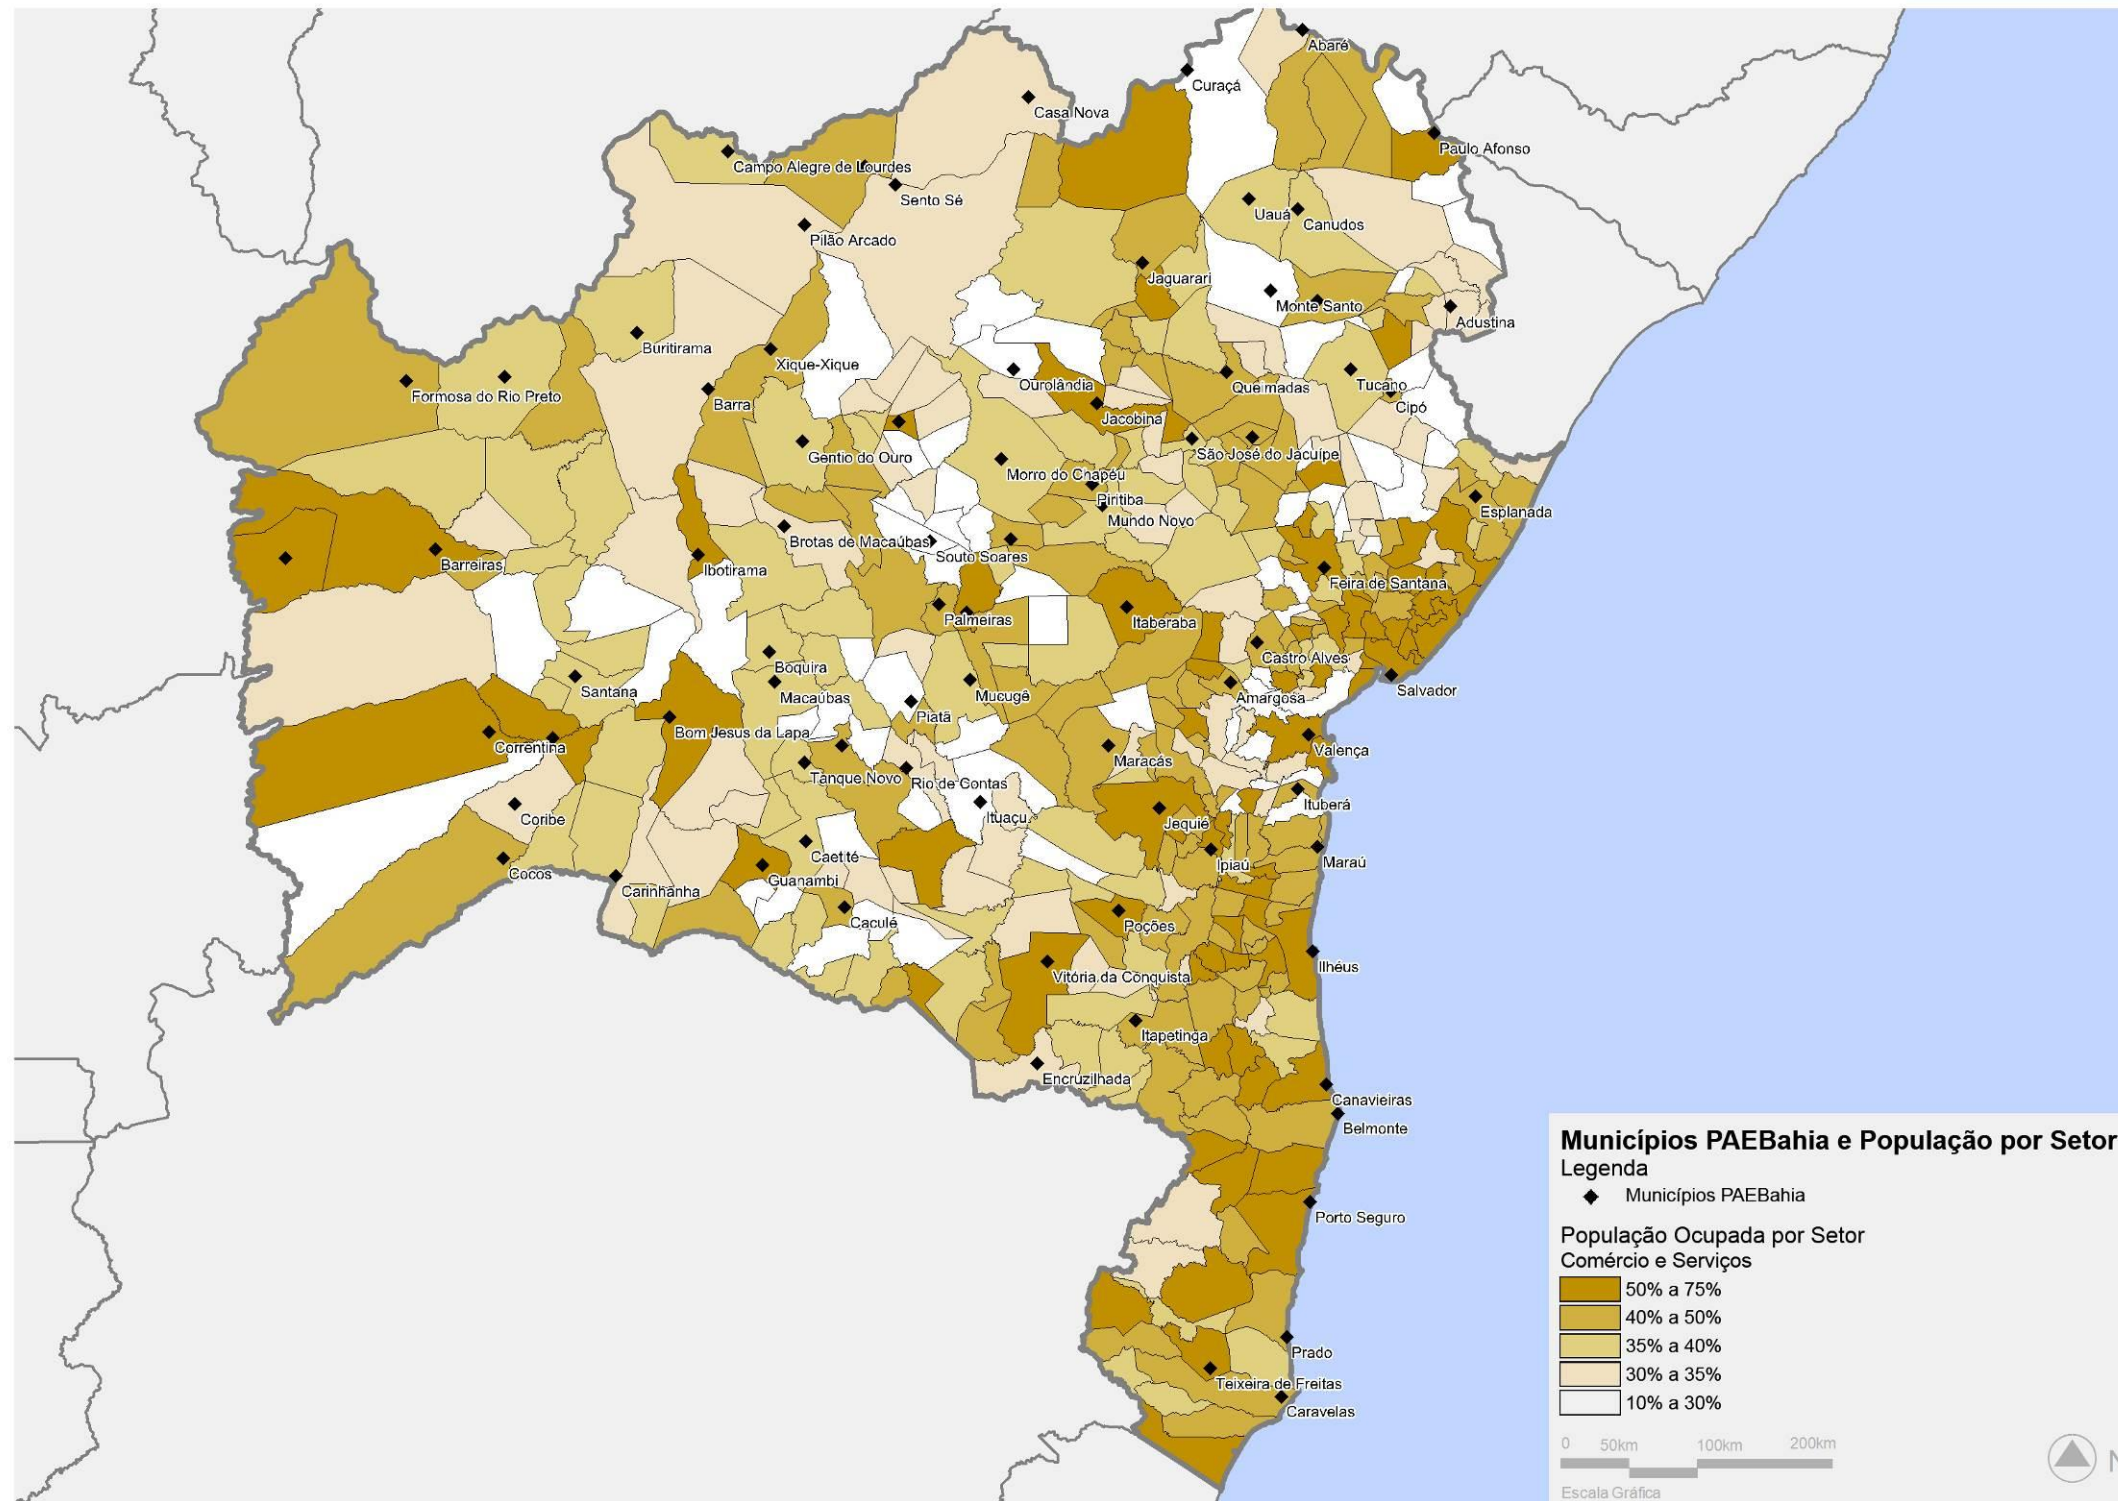 Abaré
Curaçá
Casa Nova
Paulo Afonso
Campo Alegre de Lourdes
Sento Sé
Uauá
Canudos
Pilão Arcado
Jaguarari
Monte Santo
Adustina
Buritirama
Xique-Xique
Ourolândia
Queimadas
Tucano
Formosa do Rio Preto
Barra
Cipó
Jacobina
Gentio do Ouro
São José do Jacuípe
Morro do Chapéu
Piritiba
Esplanada
Mundo Novo
Brotas de Macaúbas
Souto Soares
Barreiras
Ibotirama
Feira de Santana
Palmeiras
Itaberaba
Castro Alves
Boquira
Santana
Macaúbas
Mucugê
Amargosa
Salvador
Piatã
Bom Jesus da Lapa
Correntina
Valença
Maracás
Tanque Novo
Rio de Contas
Ituberá
Coribe
Ituaçu
Jequié
Caetité
Ipiaú
Maraú
Cocos
Guanambi
Carinhanha
Caculé
Poções
Ilhéus
Vitória da Conquista
Itapetinga
Encruzilhada
Canavieiras
Belmonte
Porto Seguro
Prado
Teixeira de Freitas
Caravelas
Municípios PAEBahia e População por Setor
Legenda
Municípios PAEBahia
População Ocupada por Setor
Comércio e Serviços
50% a 75%
40% a 50%
35% a 40%
30% a 35%
10% a 30%
0 50km 100km 200km
N
Escala Gráfica